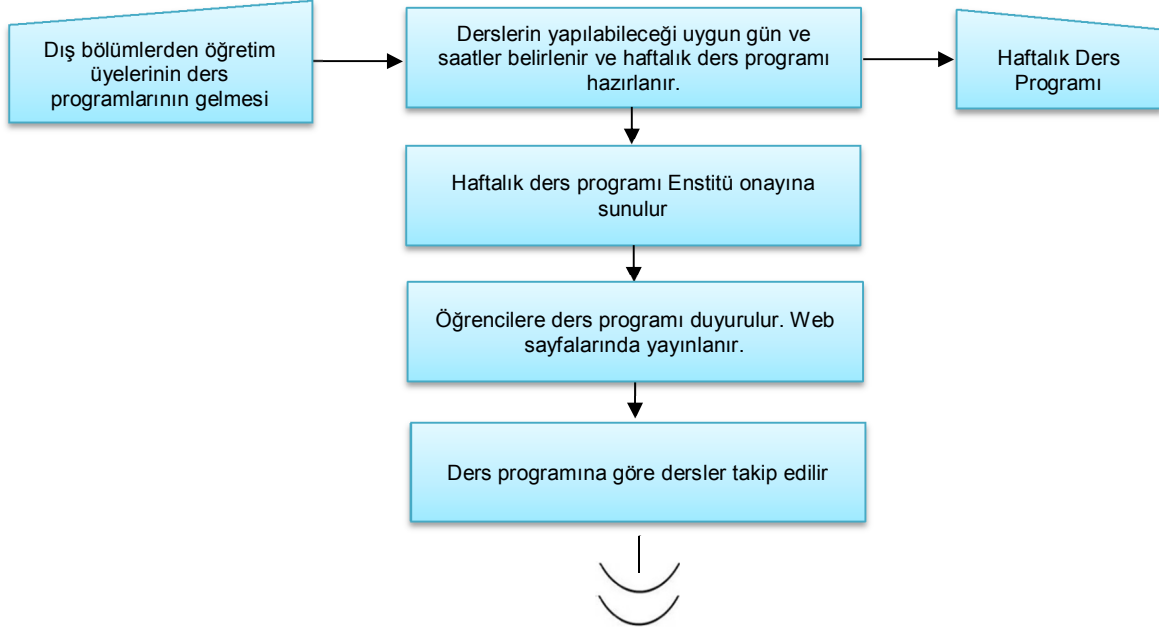 Dış bölümlerden öğretim
üyelerinin ders
programlarının gelmesi
Derslerin yapılabileceği uygun gün ve
saatler belirlenir ve haftalık ders programı
hazırlanır.
Haftalık Ders
Programı
Haftalık ders programı Enstitü onayına
sunulur
Öğrencilere ders programı duyurulur. Web
sayfalarında yayınlanır.
Ders programına göre dersler takip edilir